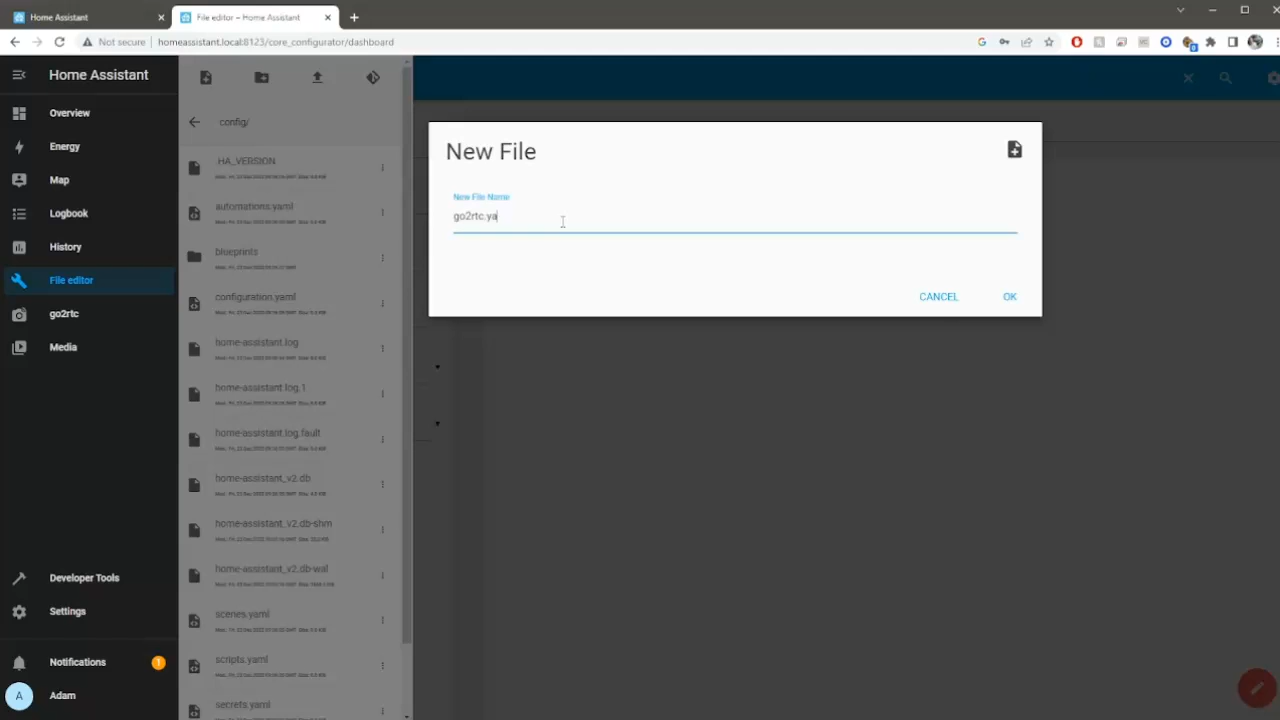 Home Assistant
File editor – Home Assistant
Not secure
homeassistant.local:8123/core_configurator/dashboard
Home Assistant
Overview
Energy
Map
Logbook
History
File editor
go2rtc
Media
Developer Tools
Settings
Notifications
1
A
Adam
config/
.HA_VERSION
automations.yaml
blueprints
configuration.yaml
home-assistant.log
home-assistant.log.1
home-assistant.log.fault
home-assistant_v2.db
home-assistant_v2.db-shm
home-assistant_v2.db-wal
scenes.yaml
scripts.yaml
secrets.yaml
New File
New File Name
go2rtc.ya
CANCEL
OK